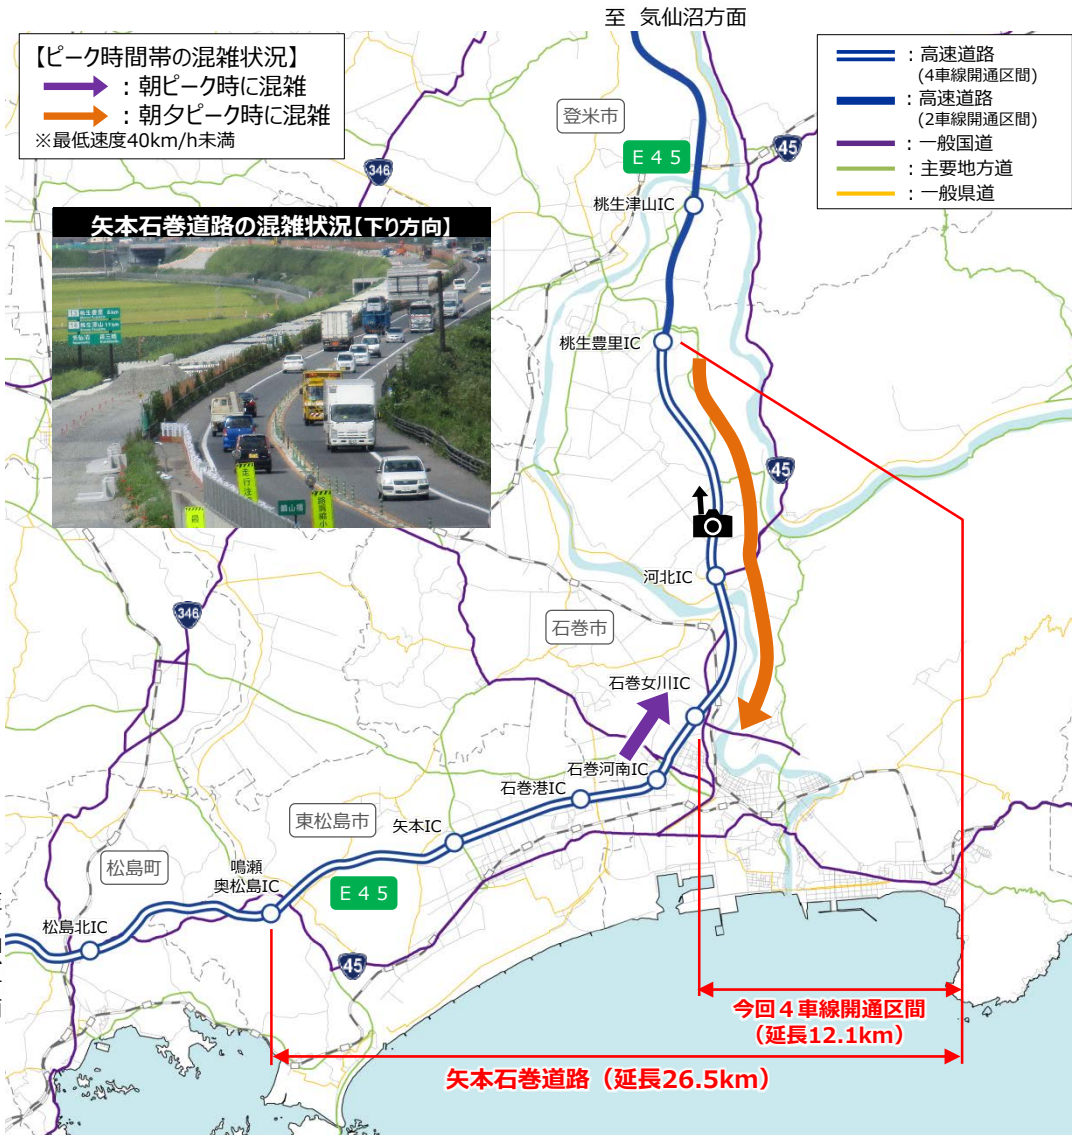 至 気仙沼方面
【ピーク時間帯の混雑状況】
：朝ピーク時に混雑
：朝夕ピーク時に混雑
※最低速度40km/h未満
：高速道路
(4車線開通区間)
：高速道路
(2車線開通区間)
：一般国道
：主要地方道
：一般県道
登米市
346
E45
45
桃生津山IC
矢本石巻道路の混雑状況【下り方向】
桃生豊里IC
45
河北IC
346
石巻市
石巻女川IC
石巻河南IC
石巻港IC
東松島市
矢本IC
松島町
鳴瀬
奥松島IC
E45
松島北IC
45
今回４車線開通区間
（延長12.1km）
矢本石巻道路（延長26.5km）